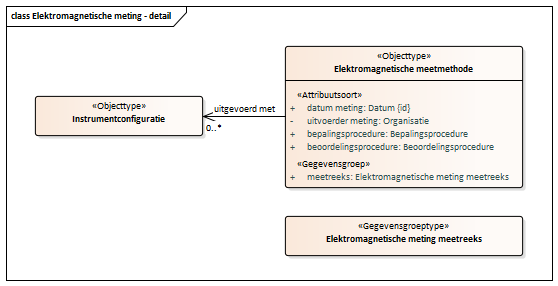 class Elektromagnetische meting - detail
«Objecttype»
Elektromagnetische meetmethode
«Attribuutsoort»
+ datum meting: Datum {id}
- uitvoerder meting: Organisatie
+ bepalingsprocedure: Bepalingsprocedure
+ beoordelingsprocedure: Beoordelingsprocedure
«Gegevensgroep»
+ meetreeks: Elektromagnetische meting meetreeks
«Objecttype»
Instrumentconfiguratie
uitgevoerd met
0..*
«Gegevensgroeptype»
Elektromagnetische meting meetreeks